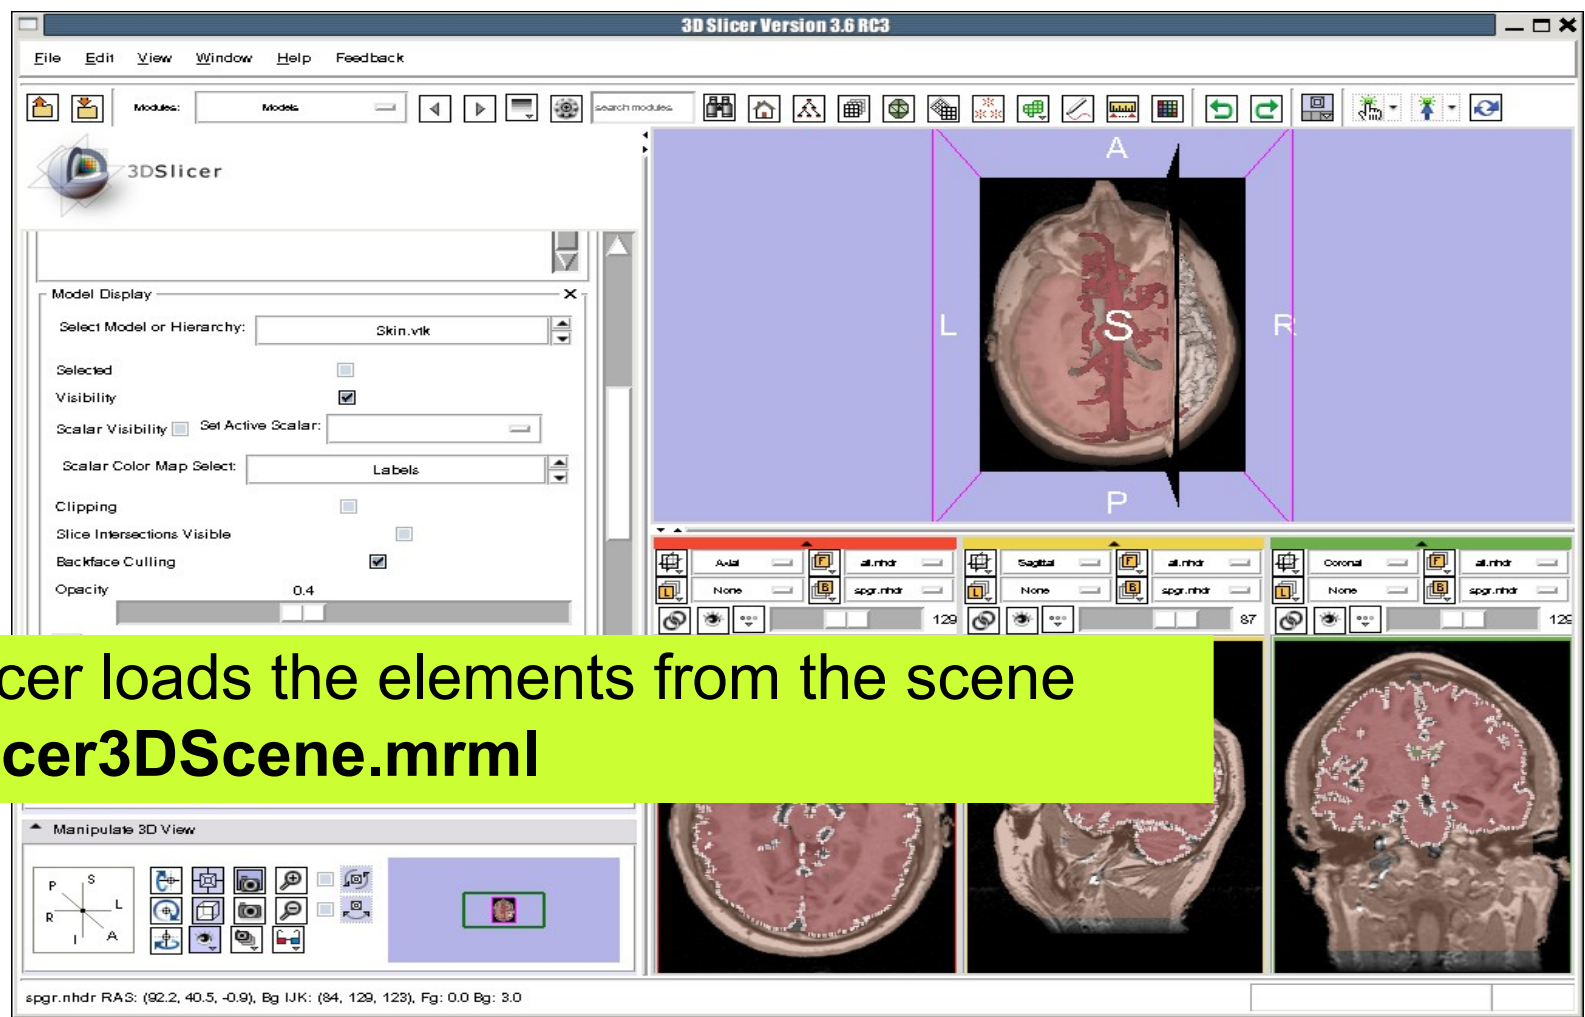 3D Slicer Version 3.6 RC3
File Edit View Window Help Feedback
Modules: Models search modules
3DSlicer
A
L S R
P
Model Display
Select Model or Hierarchy: Skin.vtk
Selected
Visibility
Scalar Visibility Set Active Scalar:
Scalar Color Map Select: Labels
Clipping
Slice Intersections Visible
Backface Culling
Opacity 0.4
Axial F all.nhdr Sagittal F all.nhdr Coronal F all.nhdr
L None B spgr.nhdr L None B spgr.nhdr L None B spgr.nhdr
129 87 129
cer loads the elements from the scene
cer3DScene.mrml
Manipulate 3D View
P S
R L
I A
spgr.nhdr RAS: (92.2, 40.5, -0.9), Bg IJK: (84, 129, 123), Fg: 0.0 Bg: 3.0